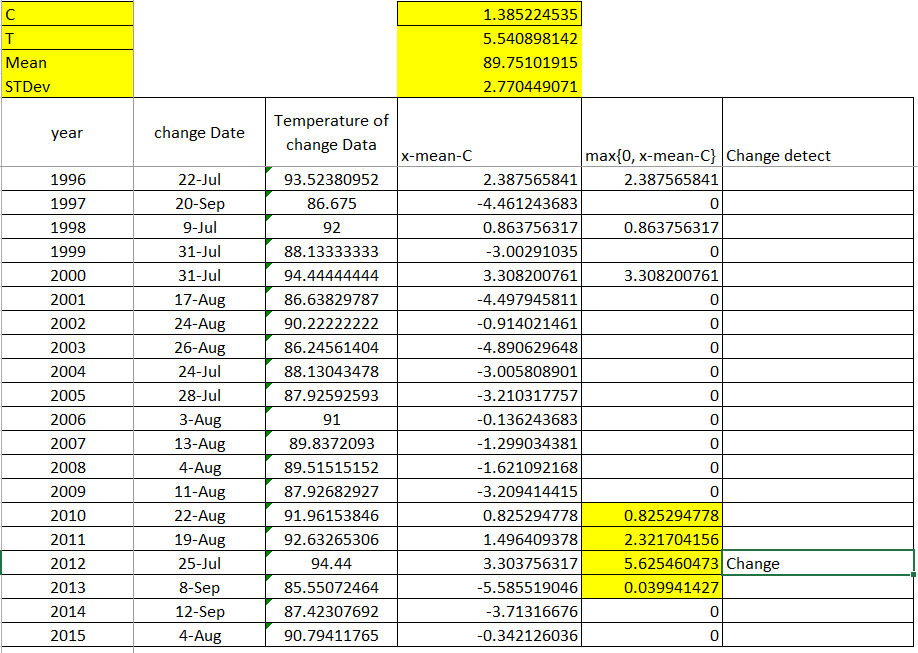 C 1.385224535
T 5.540898142
Mean 89.75101915
STDev 2.770449071
year change Date Temperature of change Data x-mean-C max{0, x-mean-C} Change detect
1996 22-Jul 93.52380952 2.387565841 2.387565841
1997 20-Sep 86.675 -4.461243683 0
1998 9-Jul 92 0.863756317 0.863756317
1999 31-Jul 88.13333333 -3.00291035 0
2000 31-Jul 94.44444444 3.308200761 3.308200761
2001 17-Aug 86.63829787 -4.497945811 0
2002 24-Aug 90.22222222 -0.914021461 0
2003 26-Aug 86.24561404 -4.890629648 0
2004 24-Jul 88.13043478 -3.005808901 0
2005 28-Jul 87.92592593 -3.210317757 0
2006 3-Aug 91 -0.136243683 0
2007 13-Aug 89.8372093 -1.299034381 0
2008 4-Aug 89.51515152 -1.621092168 0
2009 11-Aug 87.92682927 -3.209414415 0
2010 22-Aug 91.96153846 0.825294778 0.825294778
2011 19-Aug 92.63265306 1.496409378 2.321704156
2012 25-Jul 94.44 3.303756317 5.625460473 Change
2013 8-Sep 85.55072464 -5.585519046 0.039941427
2014 12-Sep 87.42307692 -3.71316676 0
2015 4-Aug 90.79411765 -0.342126036 0